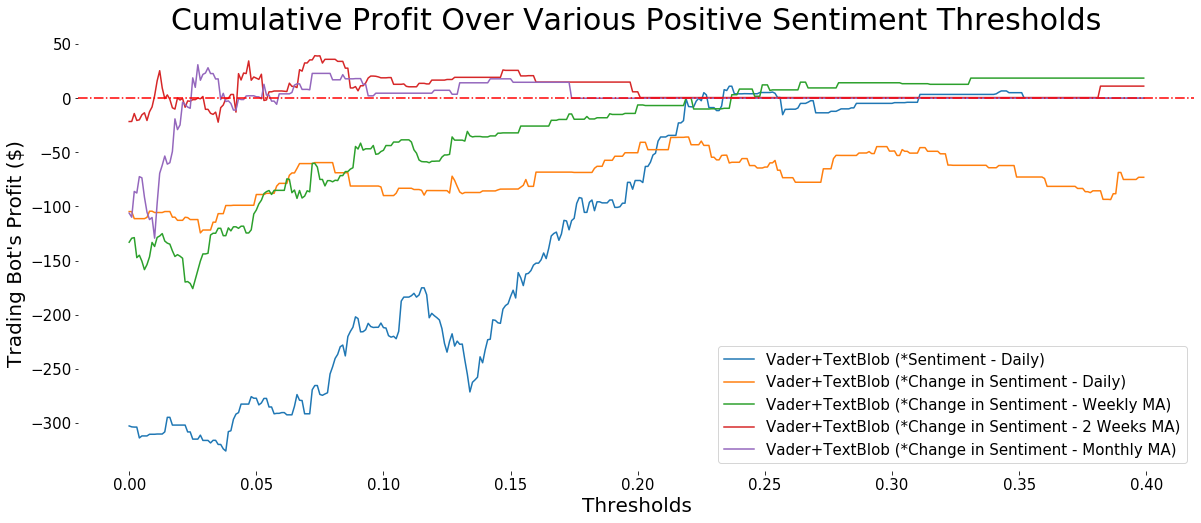 Cumulative Profit Over Various Positive Sentiment Thresholds
Trading Bot's Profit ($)
50
0
−50
−100
−150
−200
−250
−300
Vader+TextBlob (*Sentiment - Daily)
Vader+TextBlob (*Change in Sentiment - Daily)
Vader+TextBlob (*Change in Sentiment - Weekly MA)
Vader+TextBlob (*Change in Sentiment - 2 Weeks MA)
Vader+TextBlob (*Change in Sentiment - Monthly MA)
0.00 0.05 0.10 0.15 0.20 0.25 0.30 0.35 0.40
Thresholds